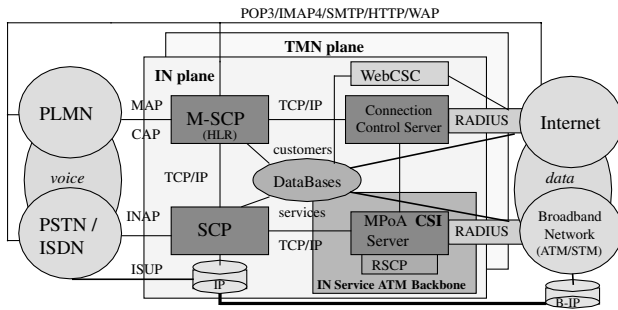 POP3/IMAP4/SMTP/HTTP/WAP
TMN plane
IN plane
WebCSC
PLMN
MAP
CAP
M-SCP
(HLR)
TCP/IP
Connection
Control Server
RADIUS
Internet
customers
voice
TCP/IP
DataBases
data
services
PSTN /
ISDN
INAP
SCP
TCP/IP
MPoA CSI
Server
RSCP
RADIUS
Broadband
Network
(ATM/STM)
ISUP
IP
IN Service ATM Backbone
B-IP